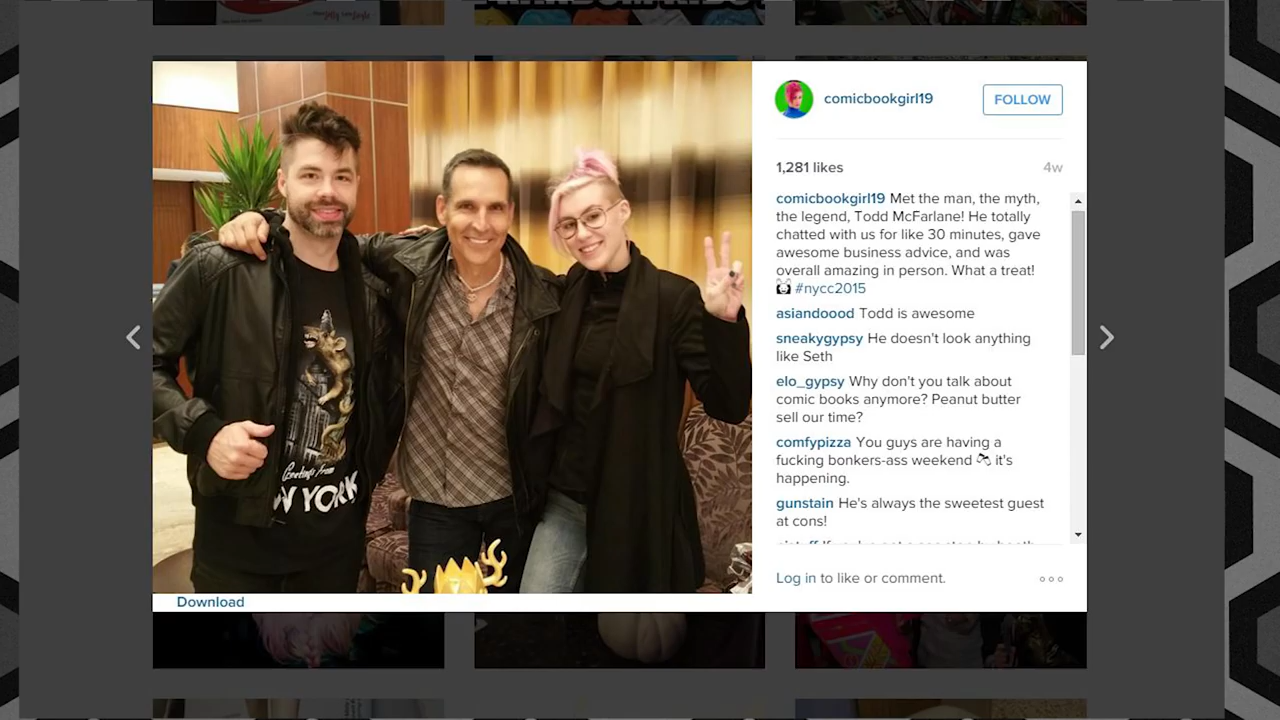 comicbookgirl19
FOLLOW
1,281 likes
4w
comicbookgirl19 Met the man, the myth,
the legend, Todd McFarlane! He totally
chatted with us for like 30 minutes, gave
awesome business advice, and was
overall amazing in person. What a treat!
#nycc2015
asiandoood Todd is awesome
sneakygypsy He doesn't look anything
like Seth
elo_gypsy Why don't you talk about
comic books anymore? Peanut butter
sell our time?
comfypizza You guys are having a
fucking bonkers-ass weekend it's
happening.
gunstain He's always the sweetest guest
at cons!
Log in to like or comment.
Greetings from
W YORK
Download